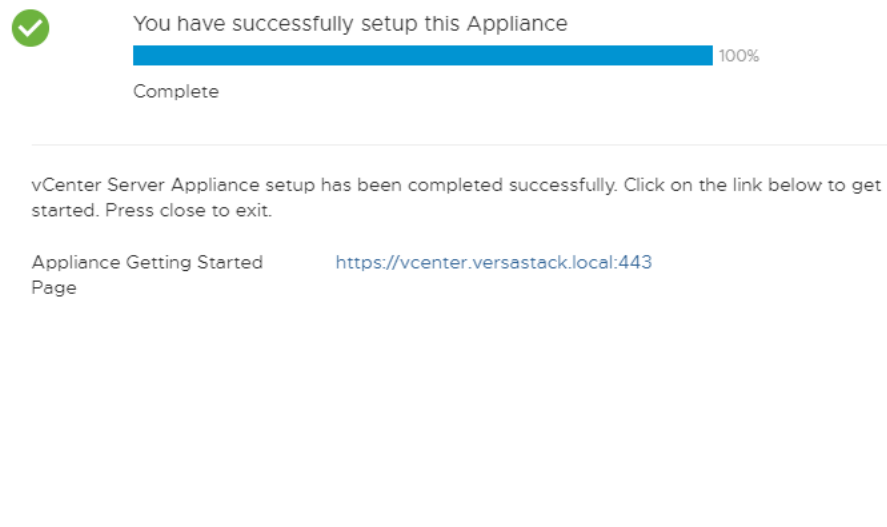 You have successfully setup this Appliance
100%
Complete
vCenter Server Appliance setup has been completed successfully. Click on the link below to get
started. Press close to exit.
Appliance Getting Started
https://vcenter.versastack.local:443
Page